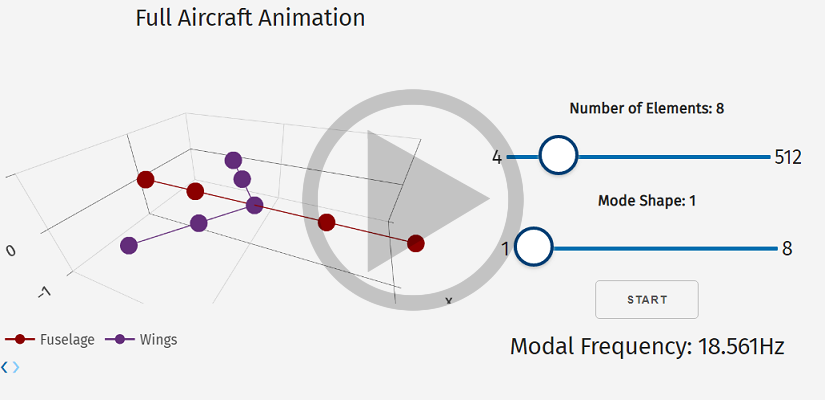 Full Aircraft Animation
Number of Elements: 8
4
512
Mode Shape: 1
1
8
0
−1
x
START
Fuselage
Wings
Modal Frequency: 18.561Hz